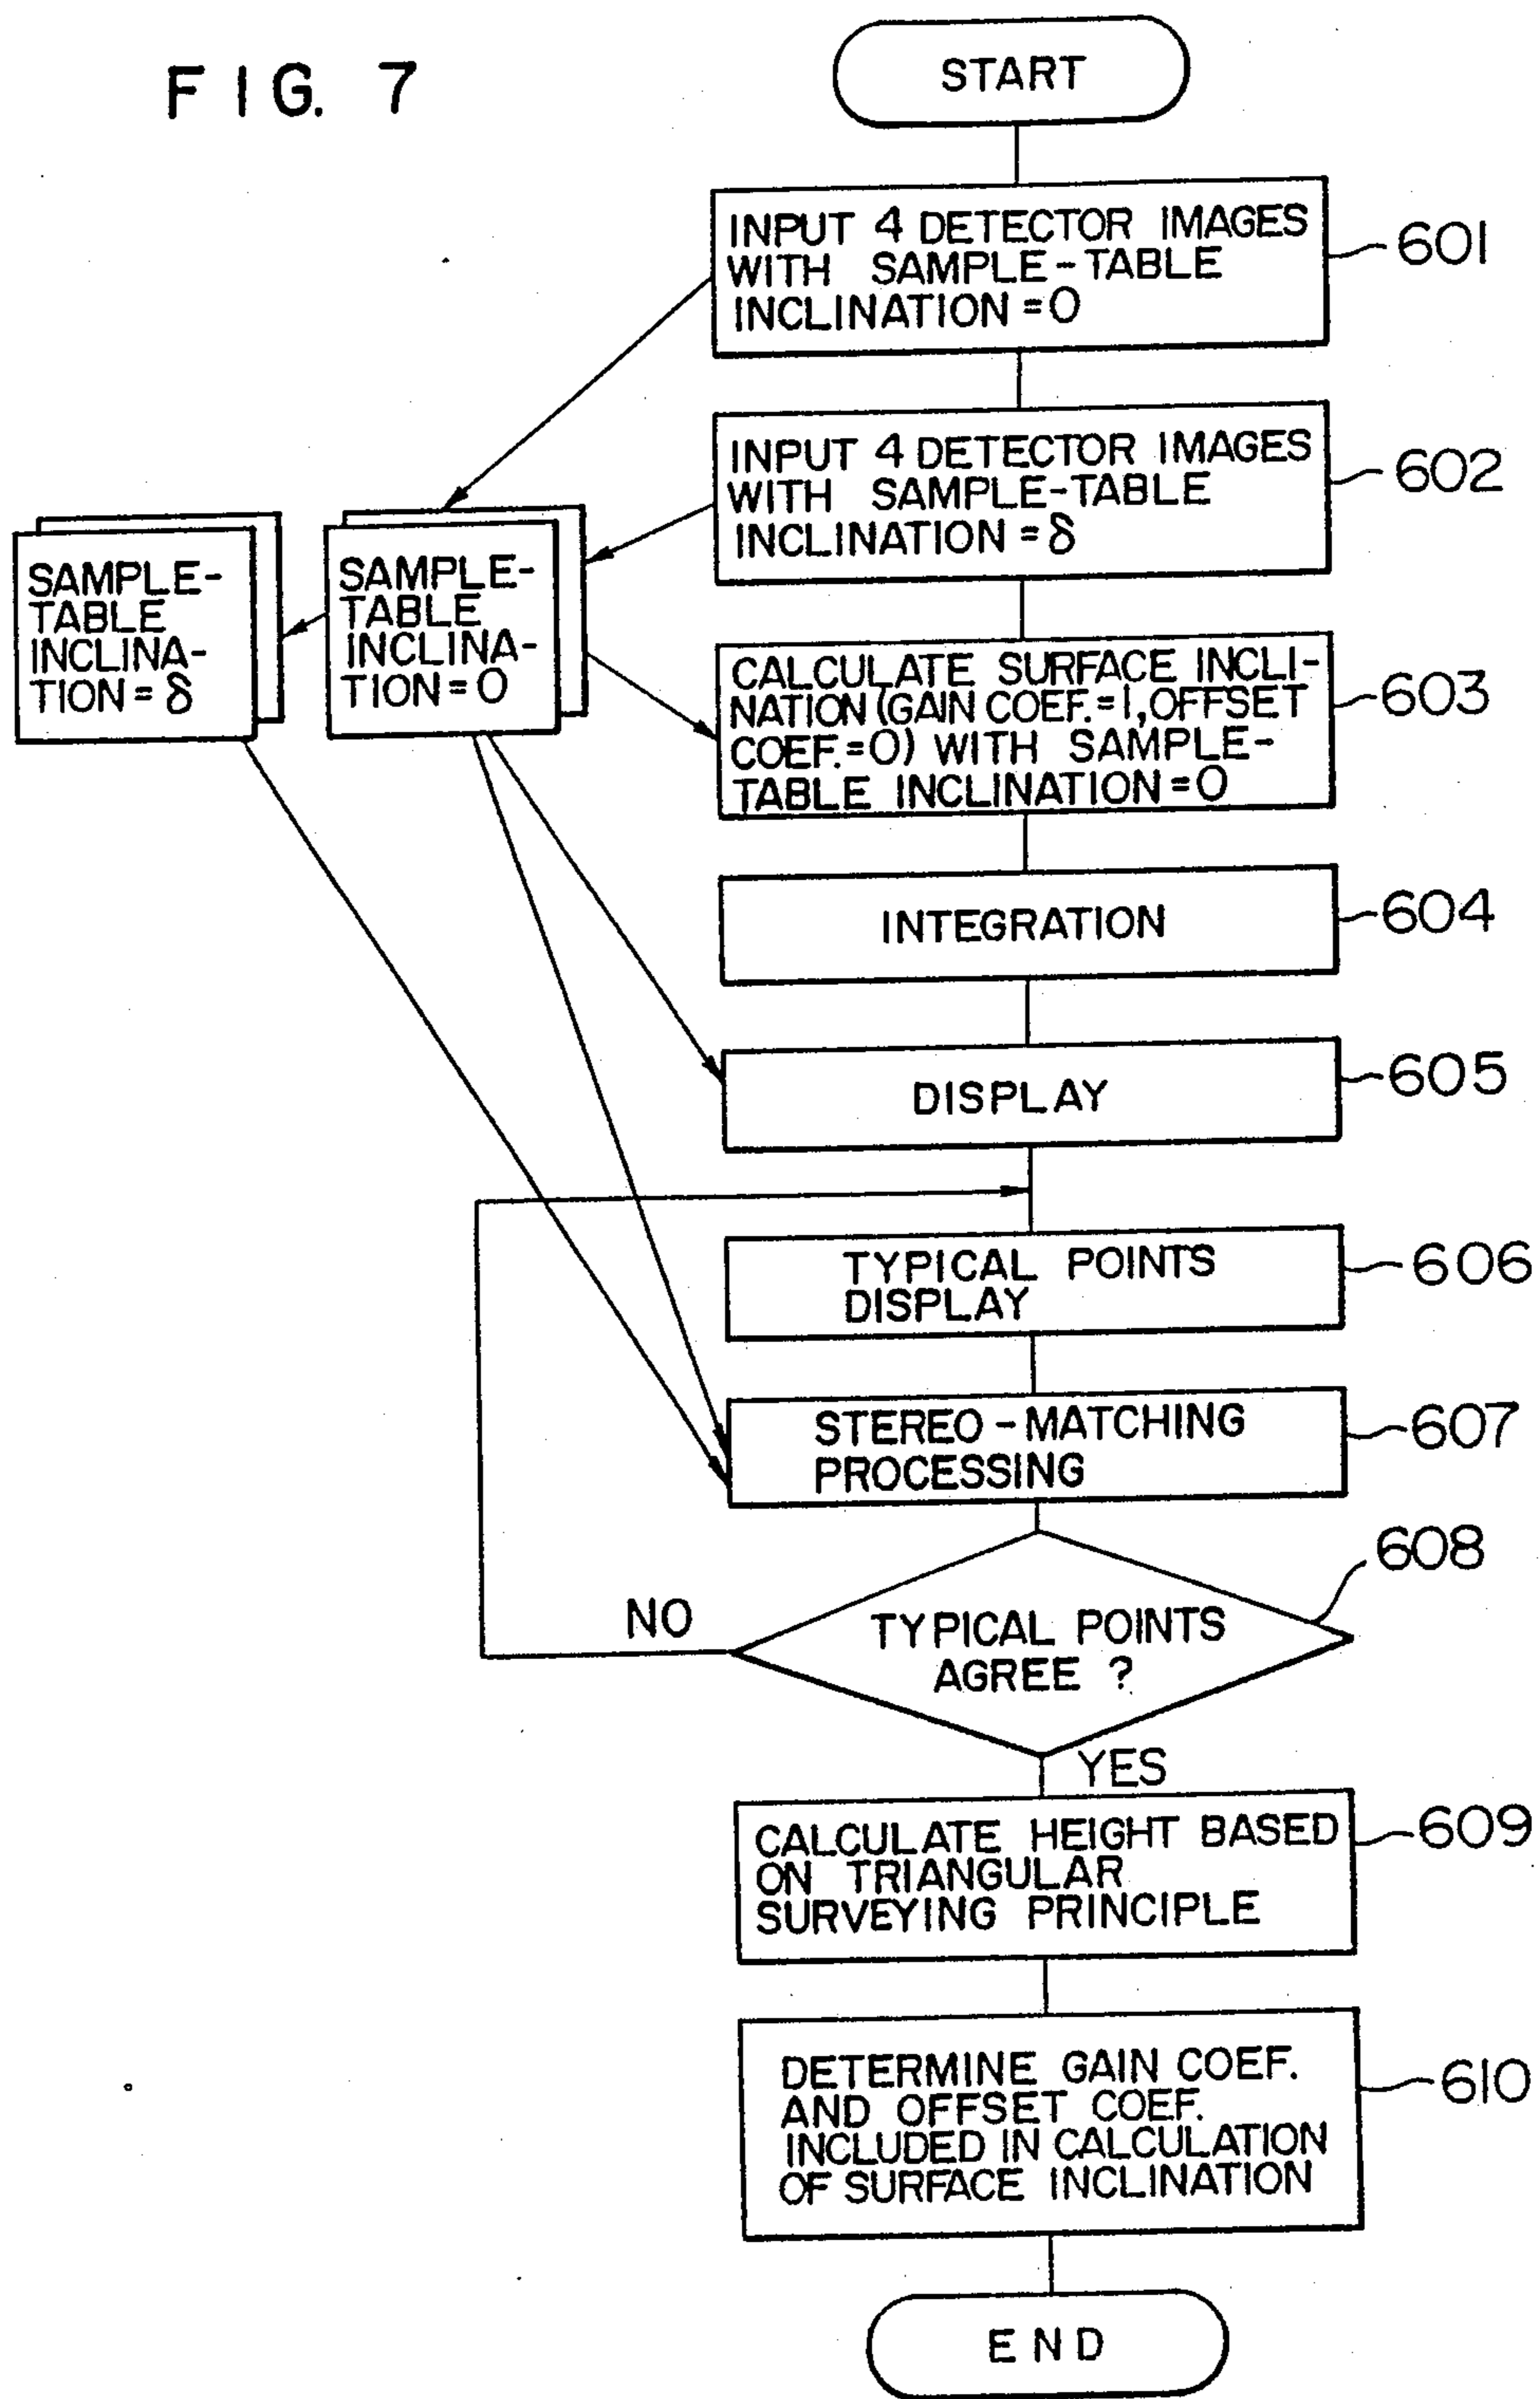 FIG. 7
START
INPUT 4 DETECTOR IMAGES
WITH SAMPLE-TABLE
INCLINATION=0
601
INPUT 4 DETECTOR IMAGES
WITH SAMPLE-TABLE
INCLINATION=δ
602
SAMPLE-
TABLE
INCLINA-
TION=δ
SAMPLE-
TABLE
INCLINA-
TION=0
CALCULATE SURFACE INCLI-
NATION (GAIN COEF.=1, OFFSET
COEF.=0) WITH SAMPLE-
TABLE INCLINATION=0
603
INTEGRATION
604
DISPLAY
605
TYPICAL POINTS
DISPLAY
606
STEREO-MATCHING
PROCESSING
607
608
TYPICAL POINTS
AGREE ?
NO
YES
CALCULATE HEIGHT BASED
ON TRIANGULAR
SURVEYING PRINCIPLE
609
DETERMINE GAIN COEF.
AND OFFSET COEF.
INCLUDED IN CALCULATION
OF SURFACE INCLINATION
610
END